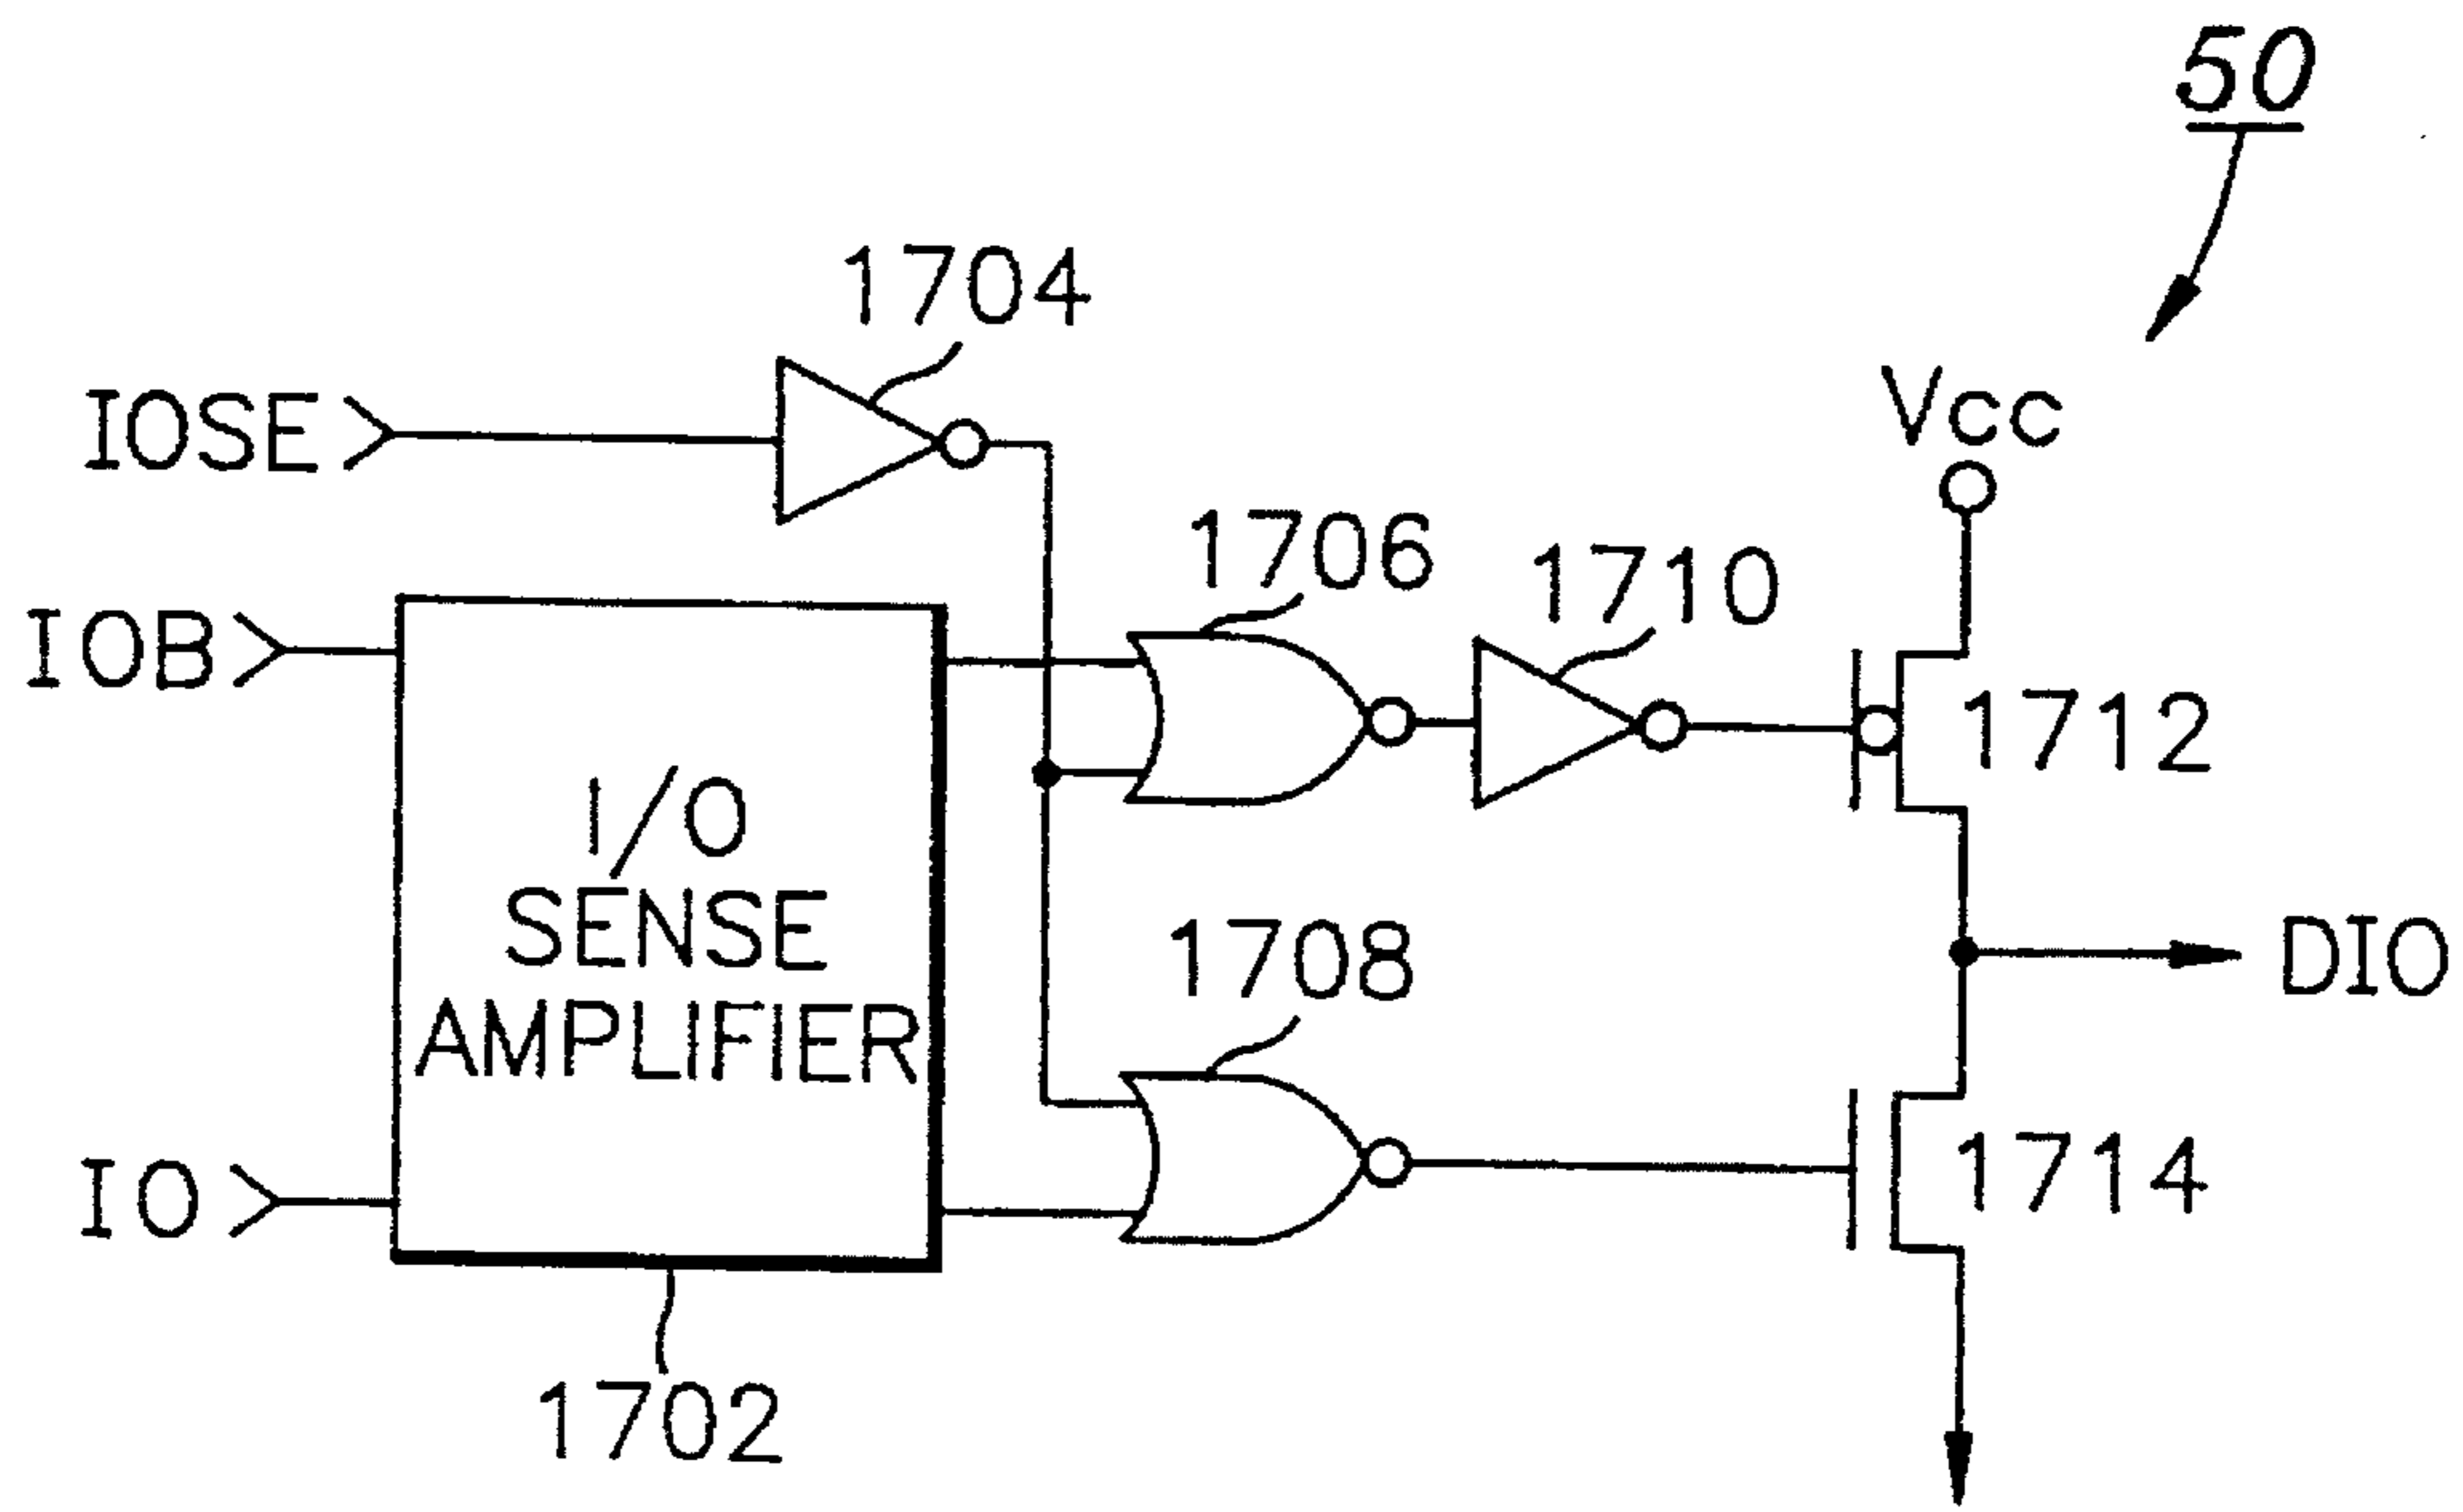 50
1704
IOSE
Vcc
1706
1710
IOB
1712
I/O
SENSE
AMPLIFIER
1708
DIO
IO
1714
1702